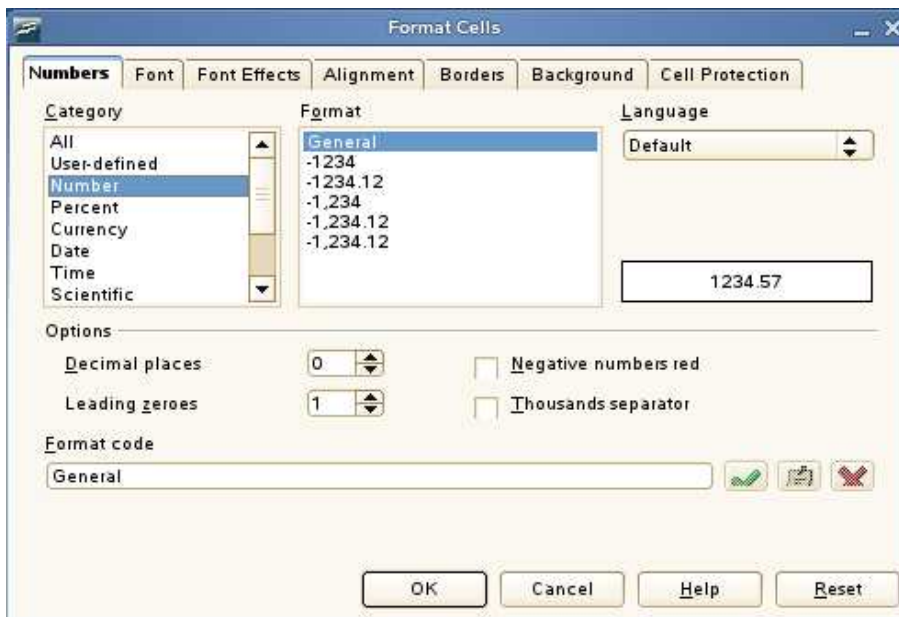 Format Cells
Numbers Font Font Effects Alignment Borders Background Cell Protection
Category
All
User-defined
Number
Percent
Currency
Date
Time
Scientific
Format
General
-1234
-1234.12
-1,234
-1,234.12
-1,234.12
Language
Default
1234.57
Options
Decimal places 0 Negative numbers red
Leading zeroes 1 Thousands separator
Format code
General
OK Cancel Help Reset